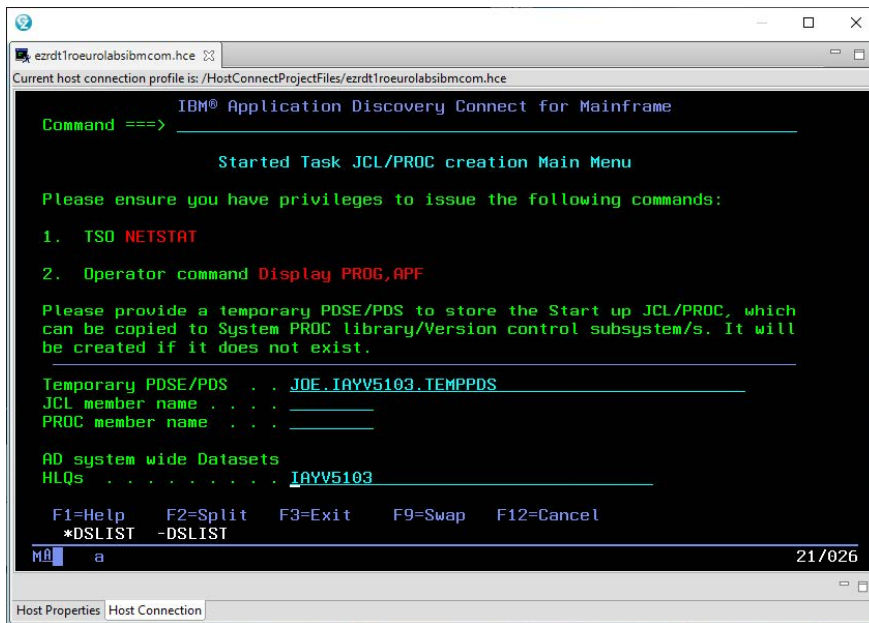 ezrdt1roeurolabsibmcom.hce
Current host connection profile is: /HostConnectProjectFiles/ezrdt1roeurolabsibmcom.hce
IBM® Application Discovery Connect for Mainframe
Command ===>
Started Task JCL/PROC creation Main Menu
Please ensure you have privileges to issue the following commands:
1. TSO NETSTAT
2. Operator command Display PROG,APF
Please provide a temporary PDSE/PDS to store the Start up JCL/PROC, which
can be copied to System PROC library/Version control subsystem/s. It will
be created if it does not exist.
Temporary PDSE/PDS . . JOE.IAYV5103.TEMPPDS
JCL member name . . . .
PROC member name . . .
AD system wide Datasets
HLQs . . . . . . . . . IAYV5103
F1=Help F2=Split F3=Exit F9=Swap F12=Cancel
*DSLIST -DSLIST
MA a 21/026
Host Properties Host Connection